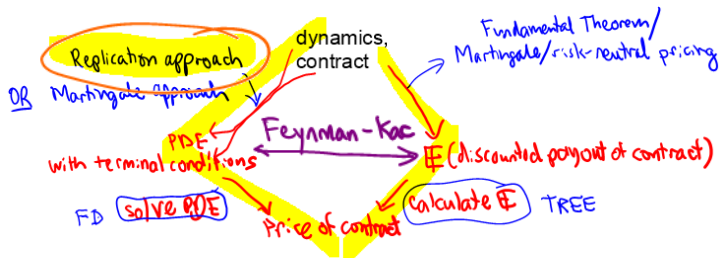 Fundamental Theorem/
Martingale/risk-neutral pricing
dynamics,
contract
Replication approach
OR Martingale approach
Feynman-Kac
PDE
with terminal conditions
E (discounted payout of contract)
FD solve PDE
calculate E TREE
Price of contract